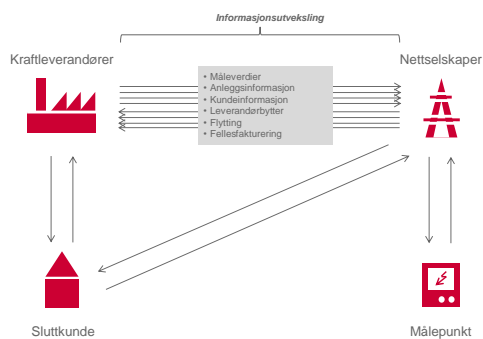 Informasjonsutveksling
Kraftleverandører
Nettselskaper
• Måleverdier
• Anleggsinformasjon
• Kundeinformasjon
• Leverandørbytter
• Flytting
• Fellesfakturering
Sluttkunde
Målepunkt